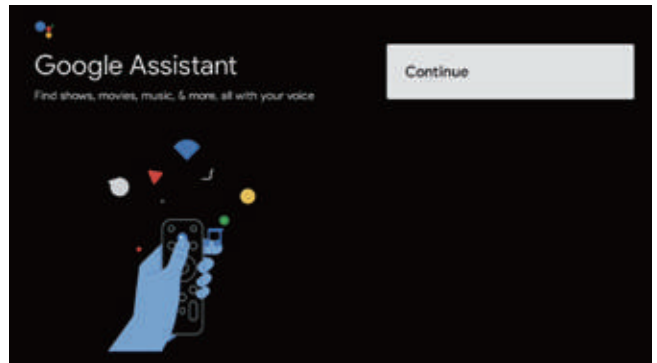 Google Assistant
Find shows, movies, music, & more, all with your voice
Continue